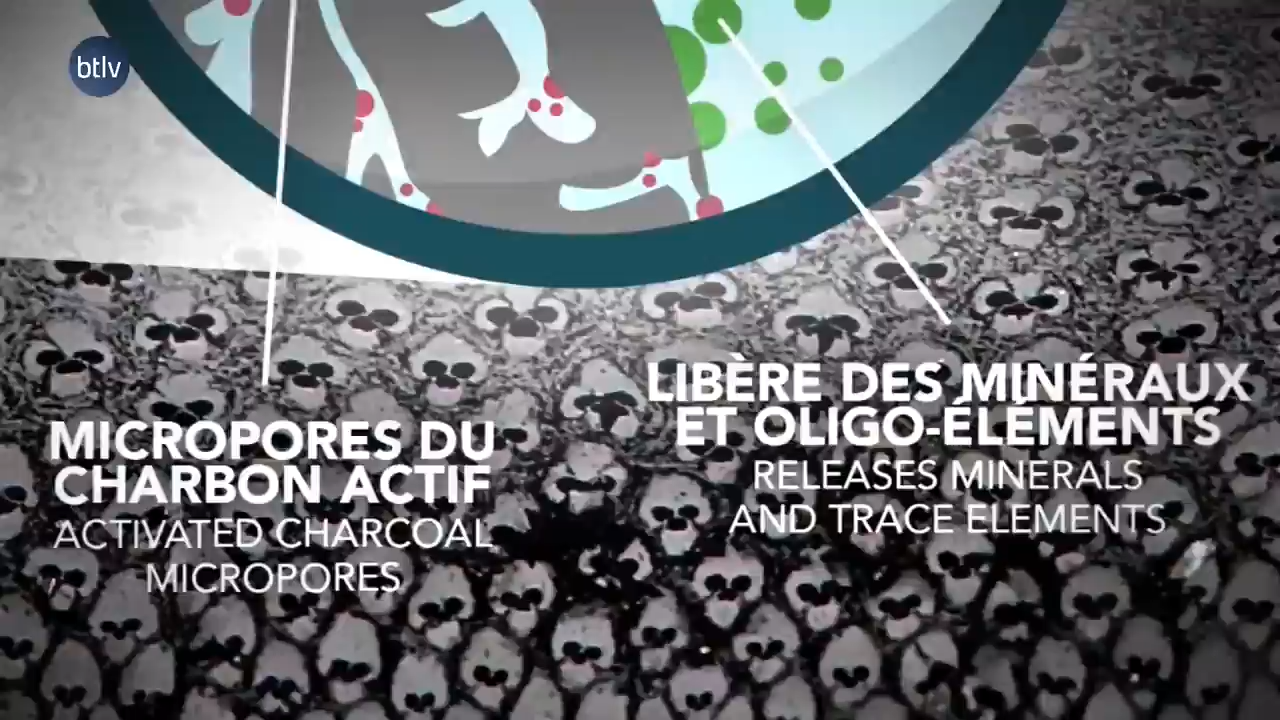 btlv
MICROPORES DU
CHARBON ACTIF
ACTIVATED CHARCOAL
MICROPORES
LIBÈRE DES MINÉRAUX
ET OLIGO-ÉLÉMENTS
RELEASES MINERALS
AND TRACE ELEMENTS